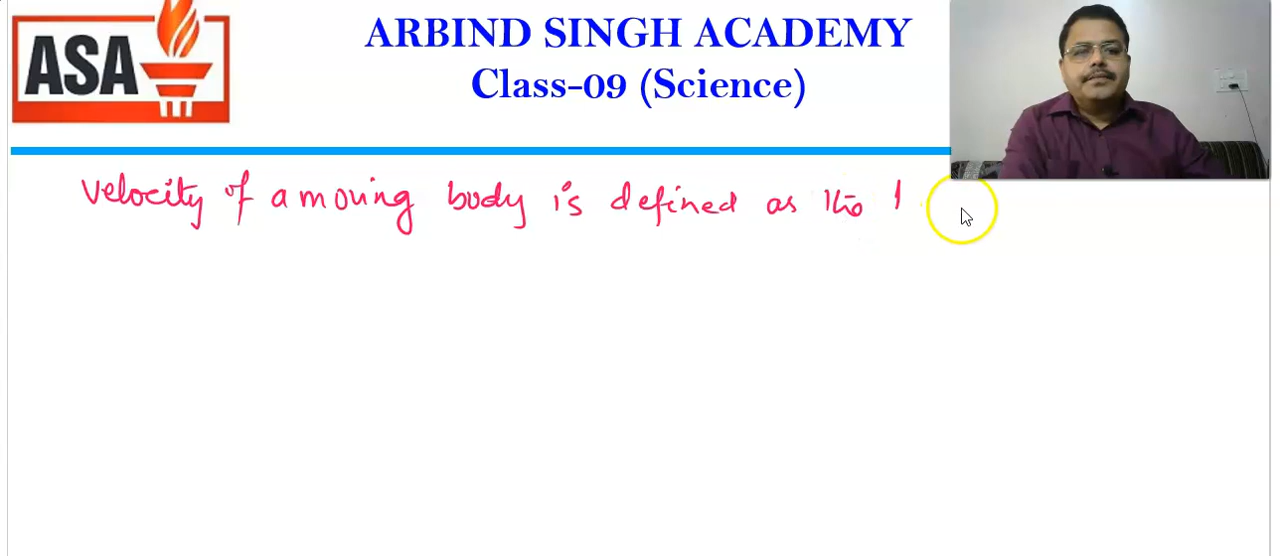 ASA
ARBIND SINGH ACADEMY
Class-09 (Science)
Velocity of a moving body is defined as the